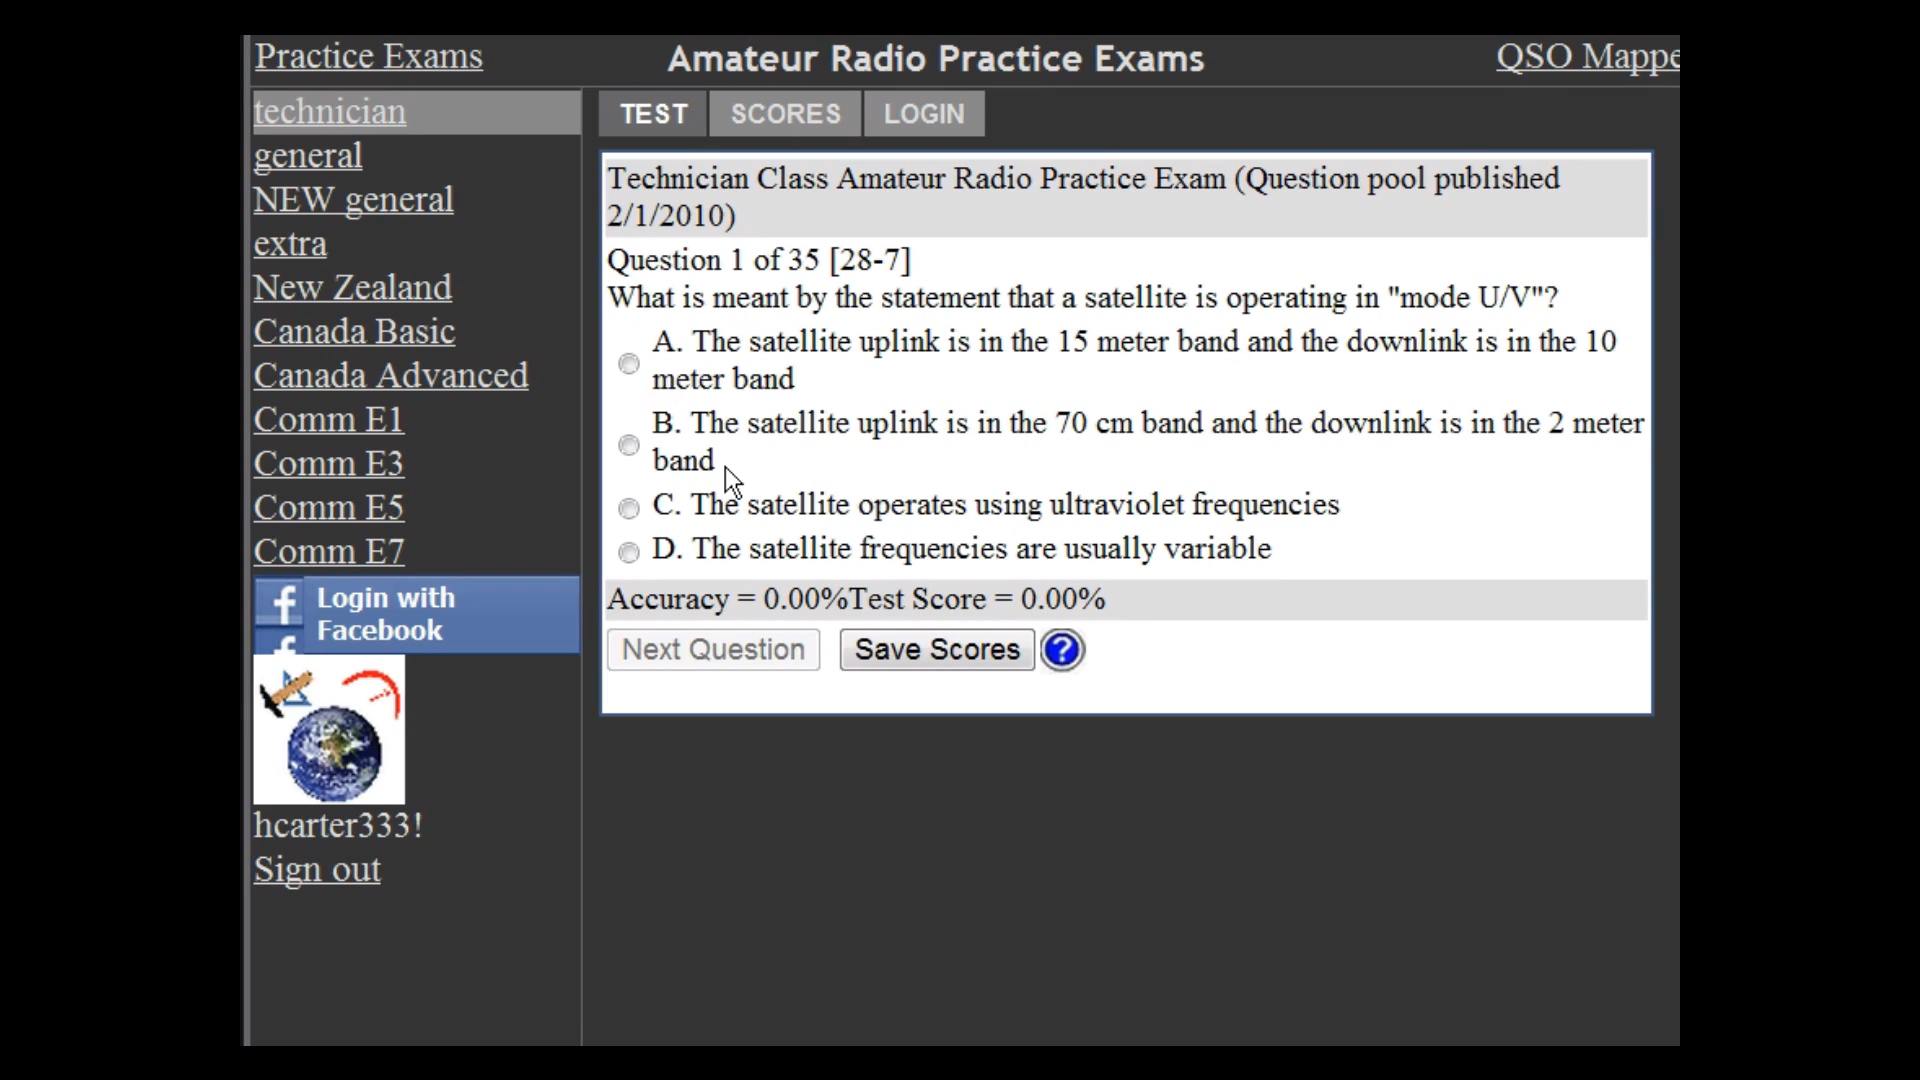 Practice Exams
Amateur Radio Practice Exams
QSO Mappe
technician
general
NEW general
extra
New Zealand
Canada Basic
Canada Advanced
Comm E1
Comm E3
Comm E5
Comm E7
Login with
Facebook
hcarter333!
Sign out
TEST
SCORES
LOGIN
Technician Class Amateur Radio Practice Exam (Question pool published
2/1/2010)
Question 1 of 35 [28-7]
What is meant by the statement that a satellite is operating in "mode U/V"?
A. The satellite uplink is in the 15 meter band and the downlink is in the 10
meter band
B. The satellite uplink is in the 70 cm band and the downlink is in the 2 meter
band
C. The satellite operates using ultraviolet frequencies
D. The satellite frequencies are usually variable
Accuracy = 0.00%Test Score = 0.00%
Next Question
Save Scores
?